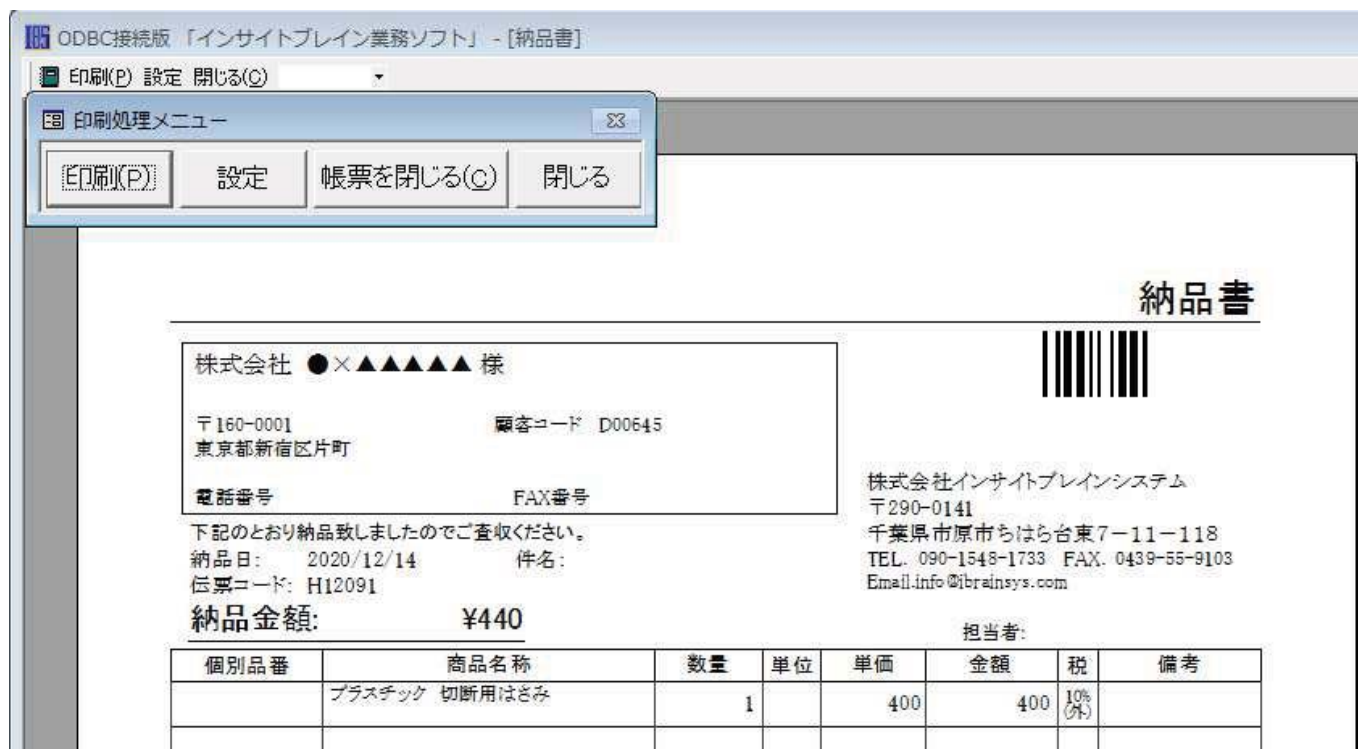 ODBC接続版 「インサイトブレイン業務ソフト」 - [納品書]
印刷(P) 設定 閉じる(C)
印刷処理メニュー
印刷(P) 設定 帳票を閉じる(C) 閉じる
納品書
株式会社 ●×▲▲▲▲▲ 様
〒160-0001 顧客コード D00645
東京都新宿区片町
電話番号 FAX番号
株式会社インサイトブレインシステム
〒290-0141
千葉県市原市ちはら台東7-11-118
TEL. 090-1548-1733 FAX. 0439-55-9103
Email.info@ibrainsys.com
下記のとおり納品致しましたのでご査収ください。
納品日: 2020/12/14 件名:
伝票コード: H12091
納品金額: ¥440
担当者:
個別品番 商品名称 数量 単位 単価 金額 税 備考
プラスチック 切断用はさみ 1 400 400 10%
(外)